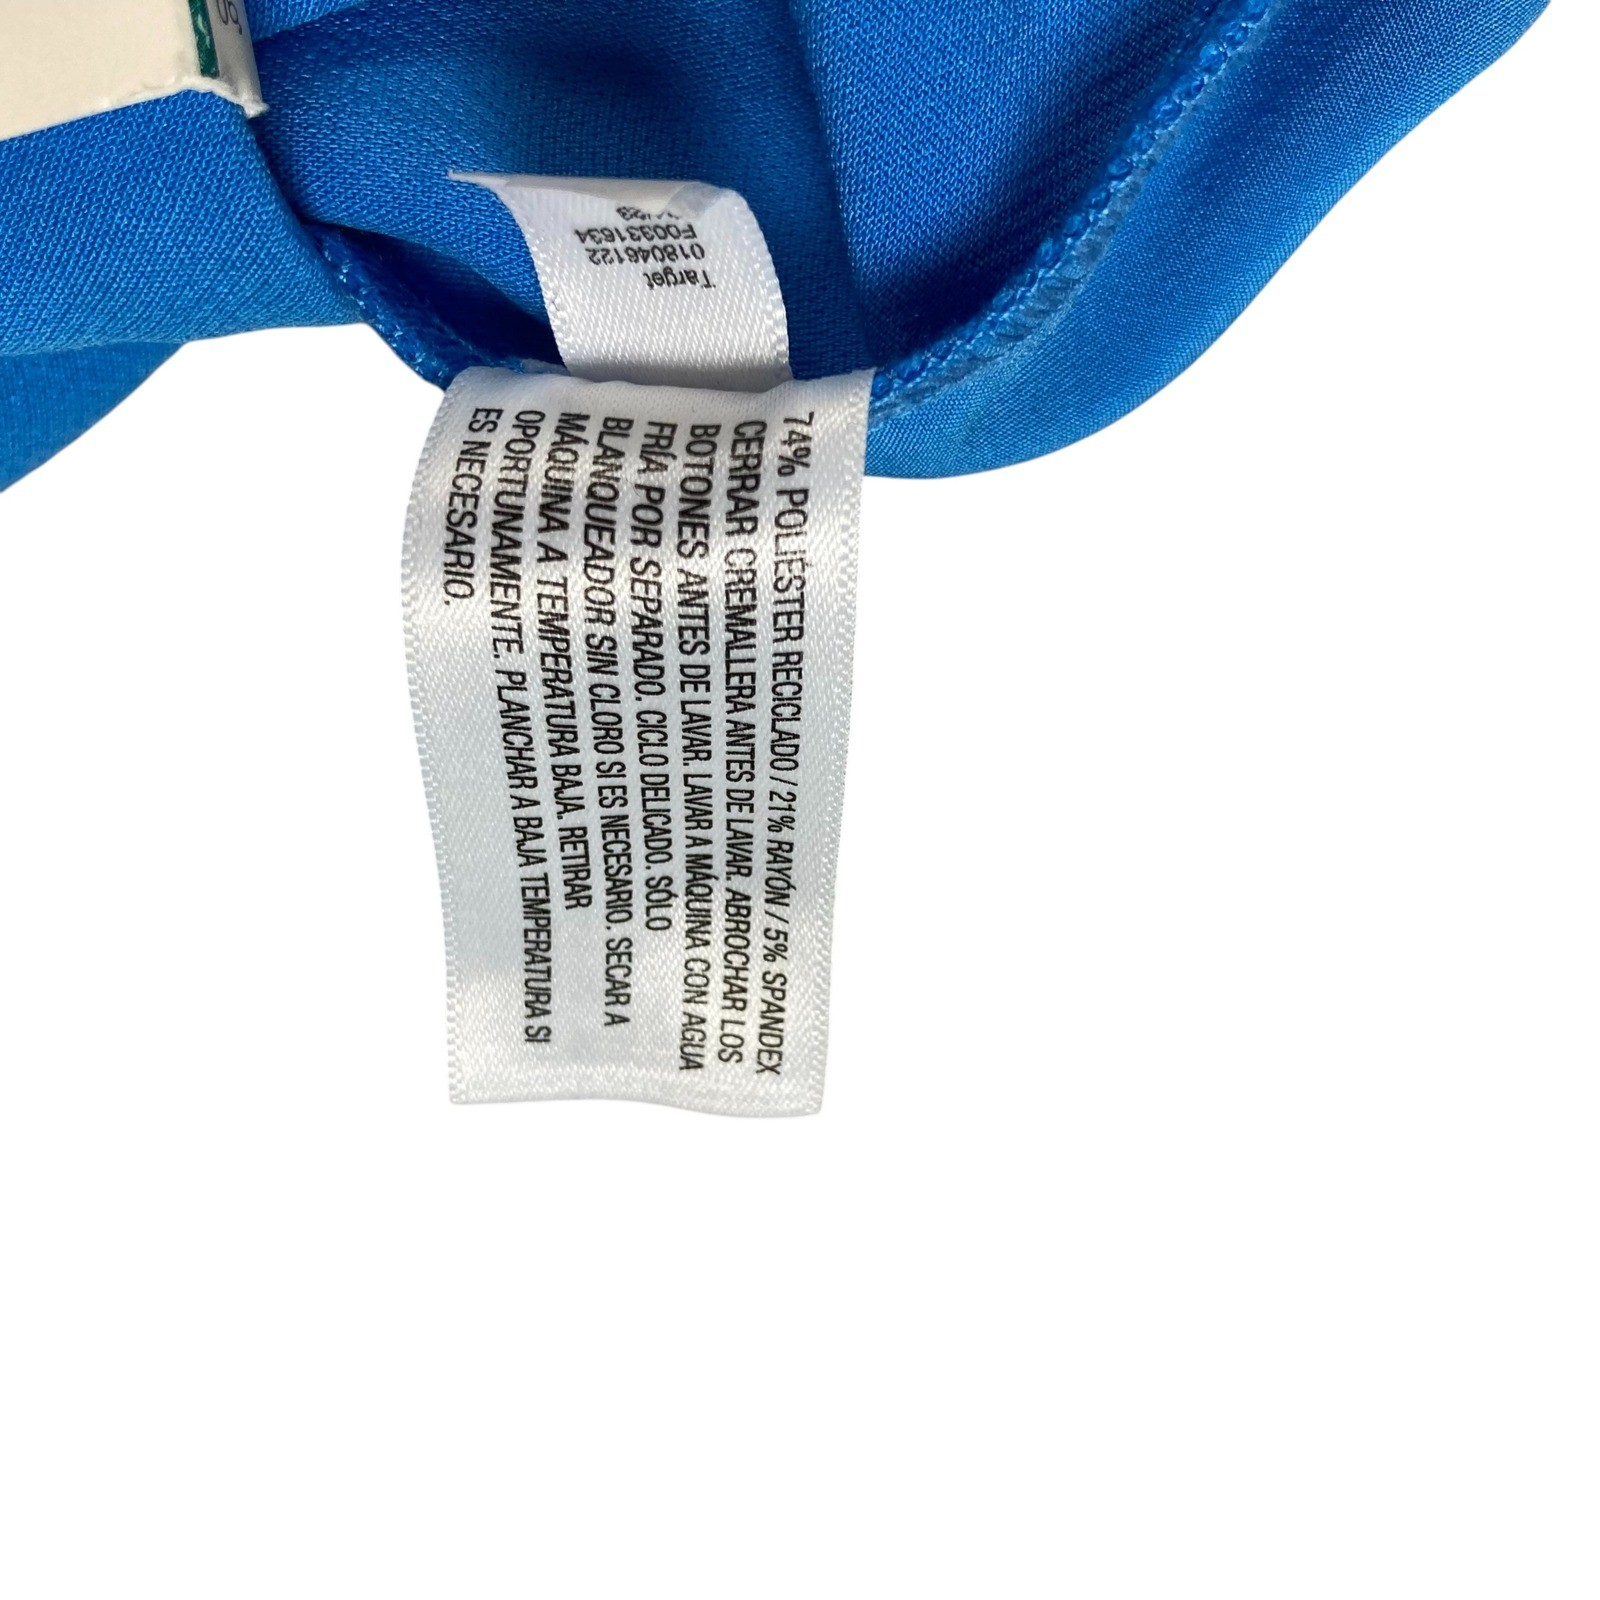 Target
018046122
F00331634
74% POLIÉSTER RECICLADO / 21% RAYÓN / 5% SPANDEX
CERRAR CREMALLERA ANTES DE LAVAR. ABROCHAR LOS
BOTONES ANTES DE LAVAR. LAVAR A MÁQUINA CON AGUA
FRÍA POR SEPARADO. CICLO DELICADO. SÓLO
BLANQUEADOR SIN CLORO SI ES NECESARIO. SECAR A
MÁQUINA A TEMPERATURA BAJA. RETIRAR
OPORTUNAMENTE. PLANCHAR A BAJA TEMPERATURA SI
ES NECESARIO.